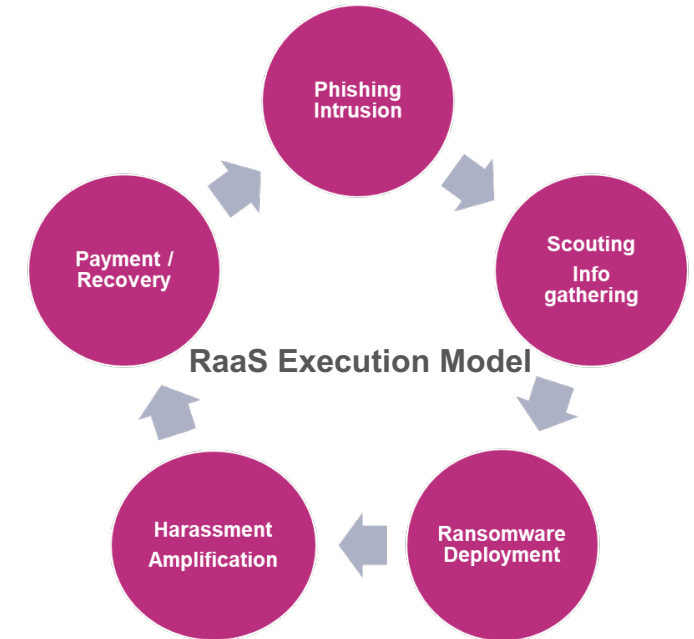 Phishing
Intrusion
Scouting
Info
gathering
Payment /
Recovery
RaaS Execution Model
Ransomware
Deployment
Harassment
Amplification